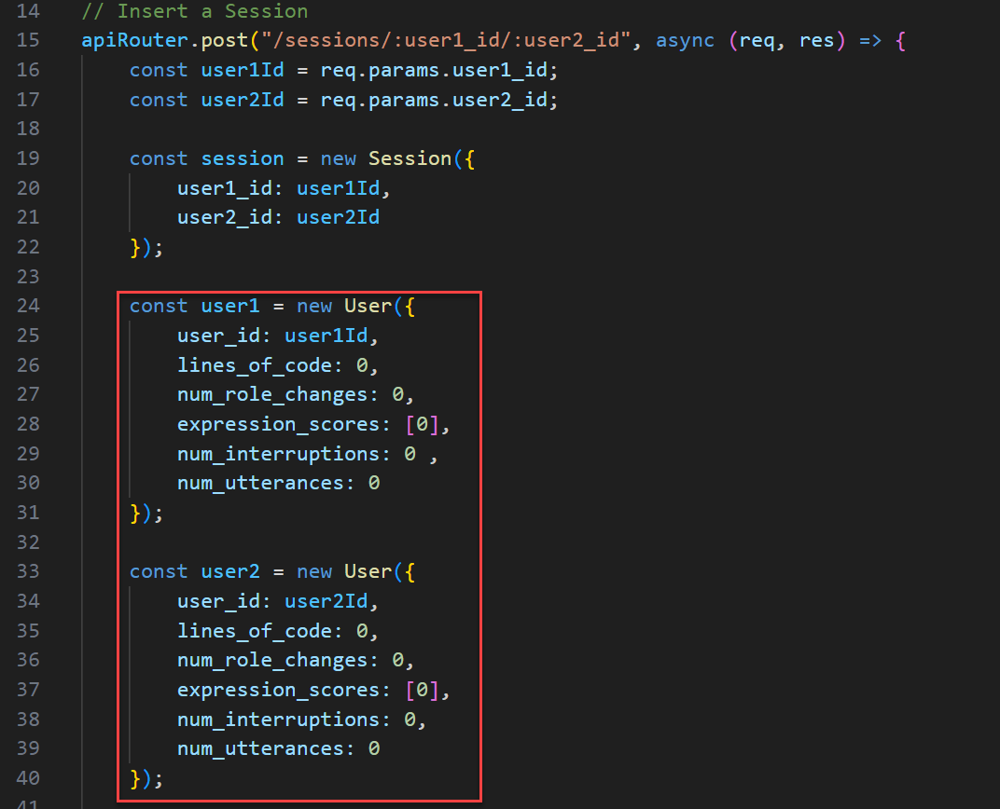 14 // Insert a Session
15 apiRouter.post("/sessions/:user1_id/:user2_id", async (req, res) => {
16     const user1Id = req.params.user1_id;
17     const user2Id = req.params.user2_id;
18
19     const session = new Session({
20         user1_id: user1Id,
21         user2_id: user2Id
22     });
23
24     const user1 = new User({
25         user_id: user1Id,
26         lines_of_code: 0,
27         num_role_changes: 0,
28         expression_scores: [0],
29         num_interruptions: 0 ,
30         num_utterances: 0
31     });
32
33     const user2 = new User({
34         user_id: user2Id,
35         lines_of_code: 0,
36         num_role_changes: 0,
37         expression_scores: [0],
38         num_interruptions: 0,
39         num_utterances: 0
40     });
41